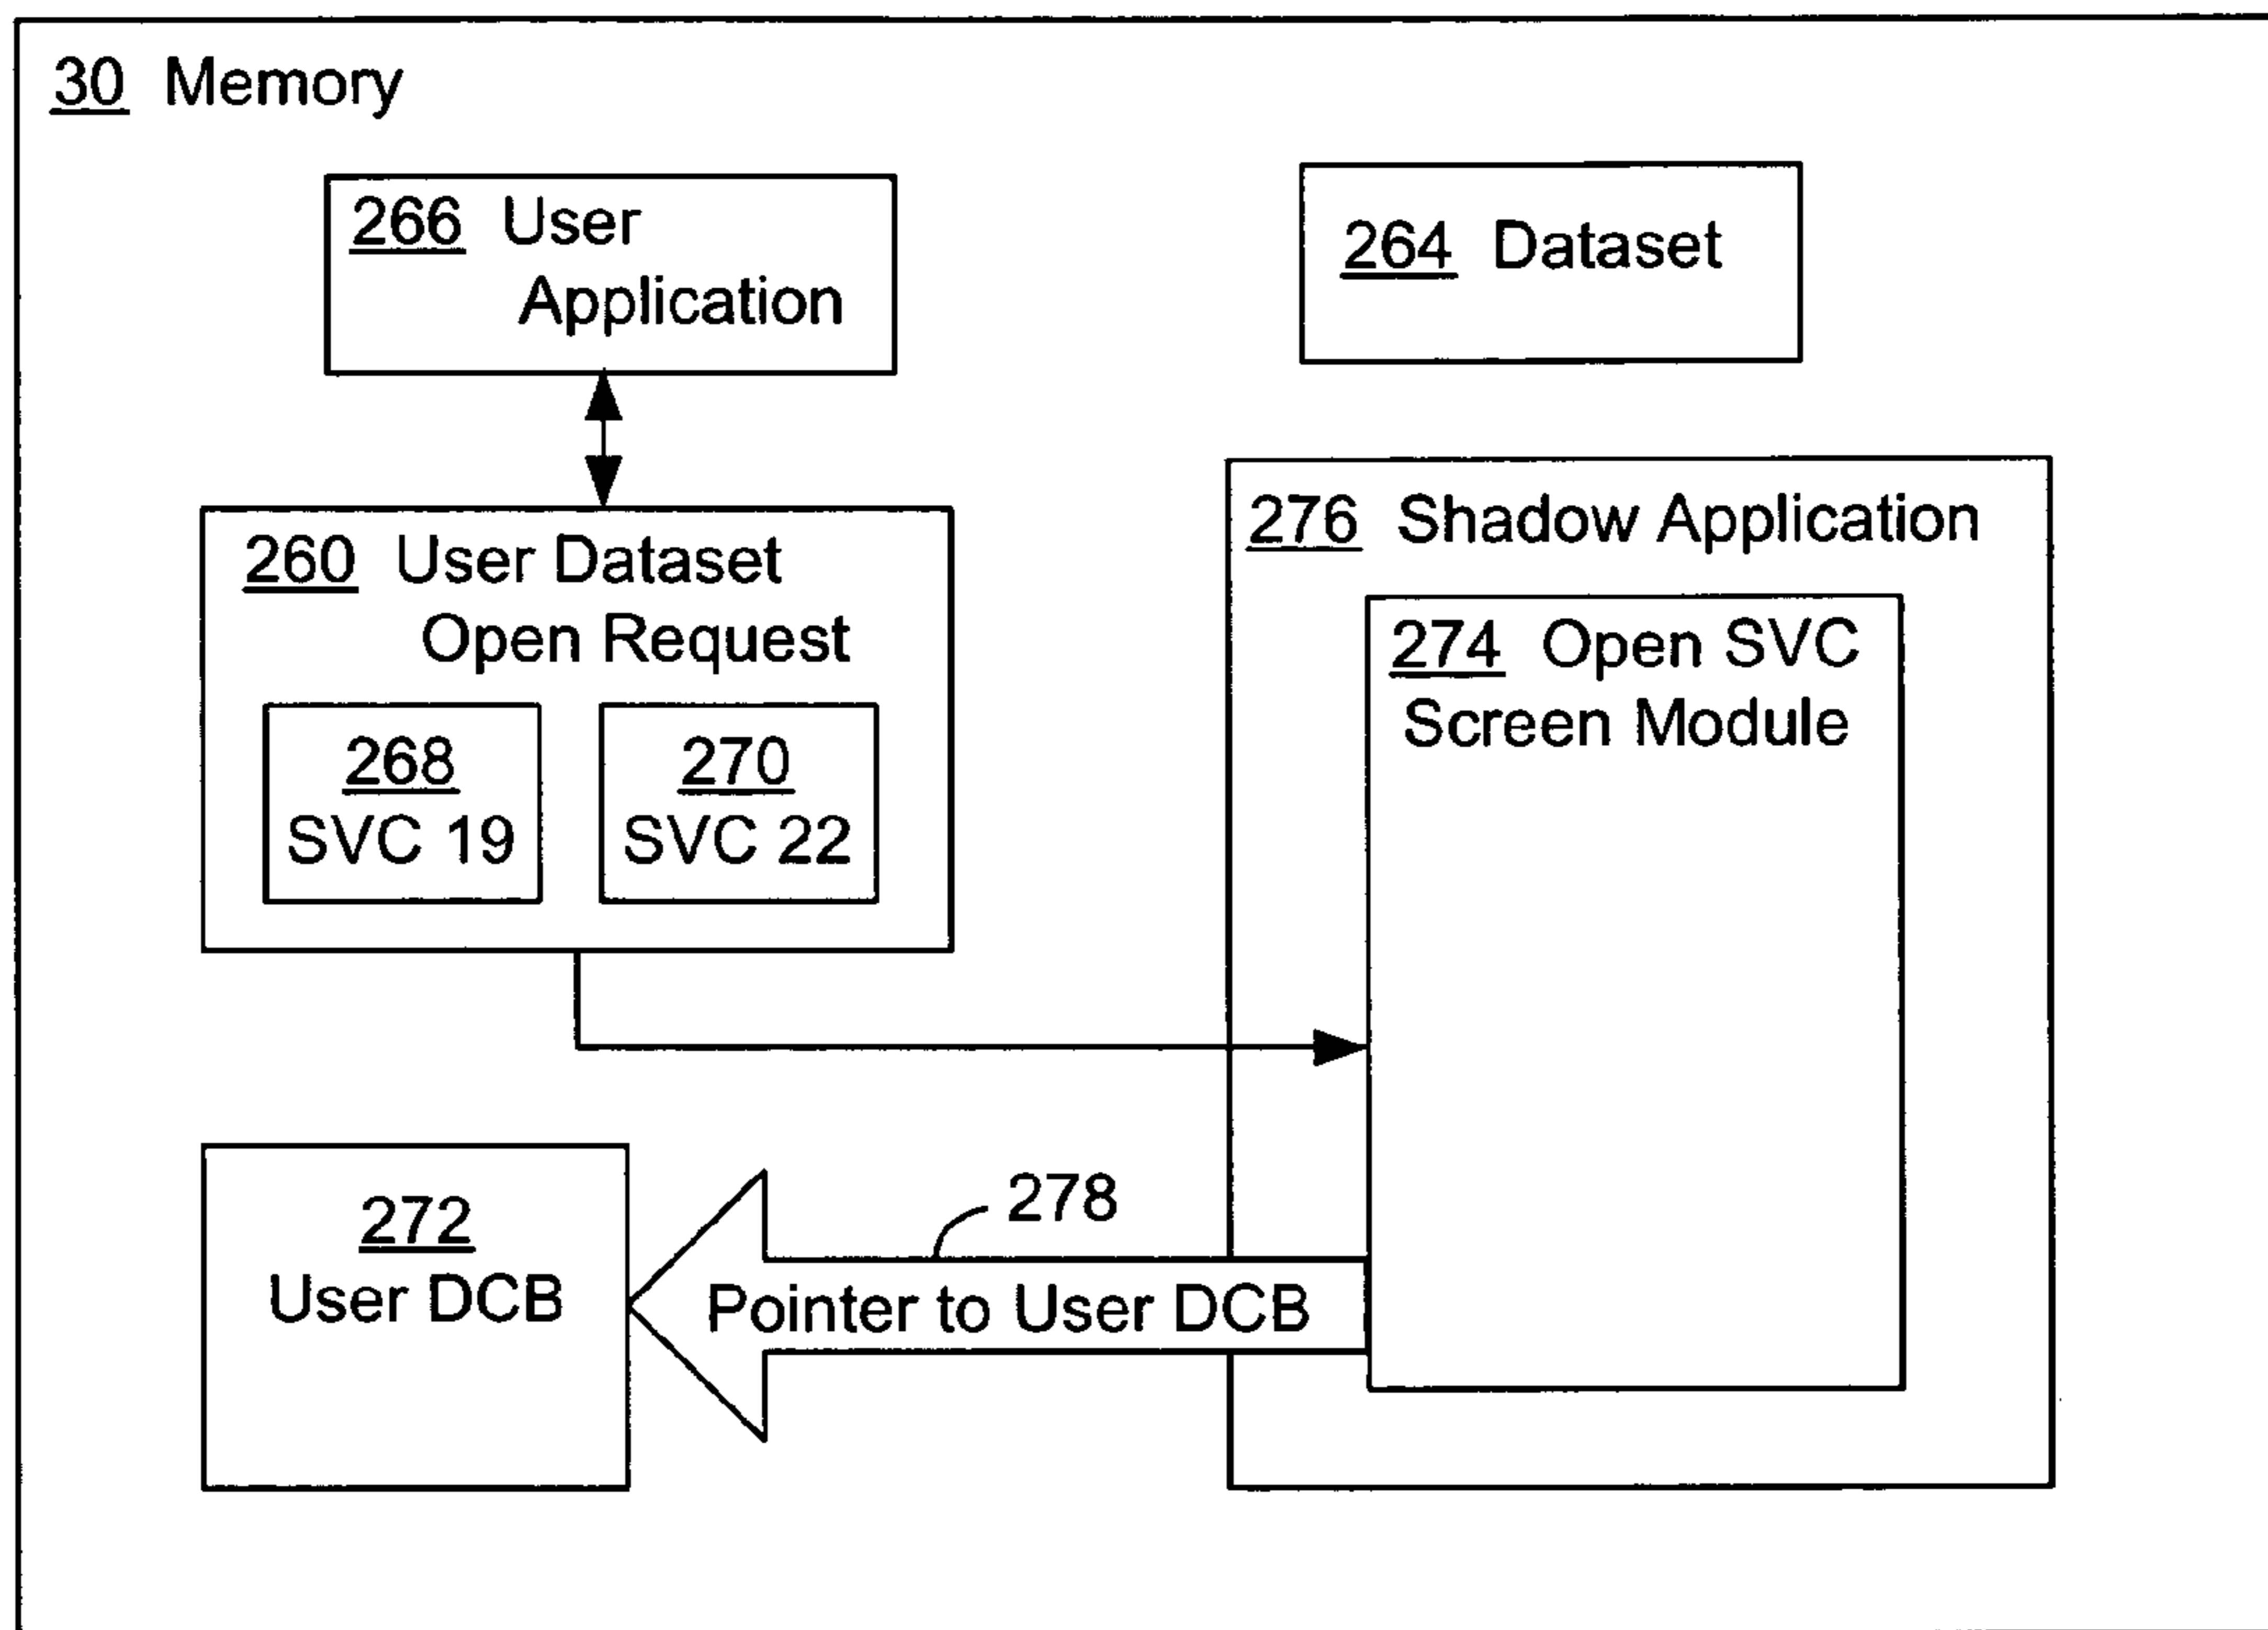 30 Memory
266 User
Application
264 Dataset
260 User Dataset
Open Request
268
SVC 19
270
SVC 22
276 Shadow Application
274 Open SVC
Screen Module
272
User DCB
278
Pointer to User DCB